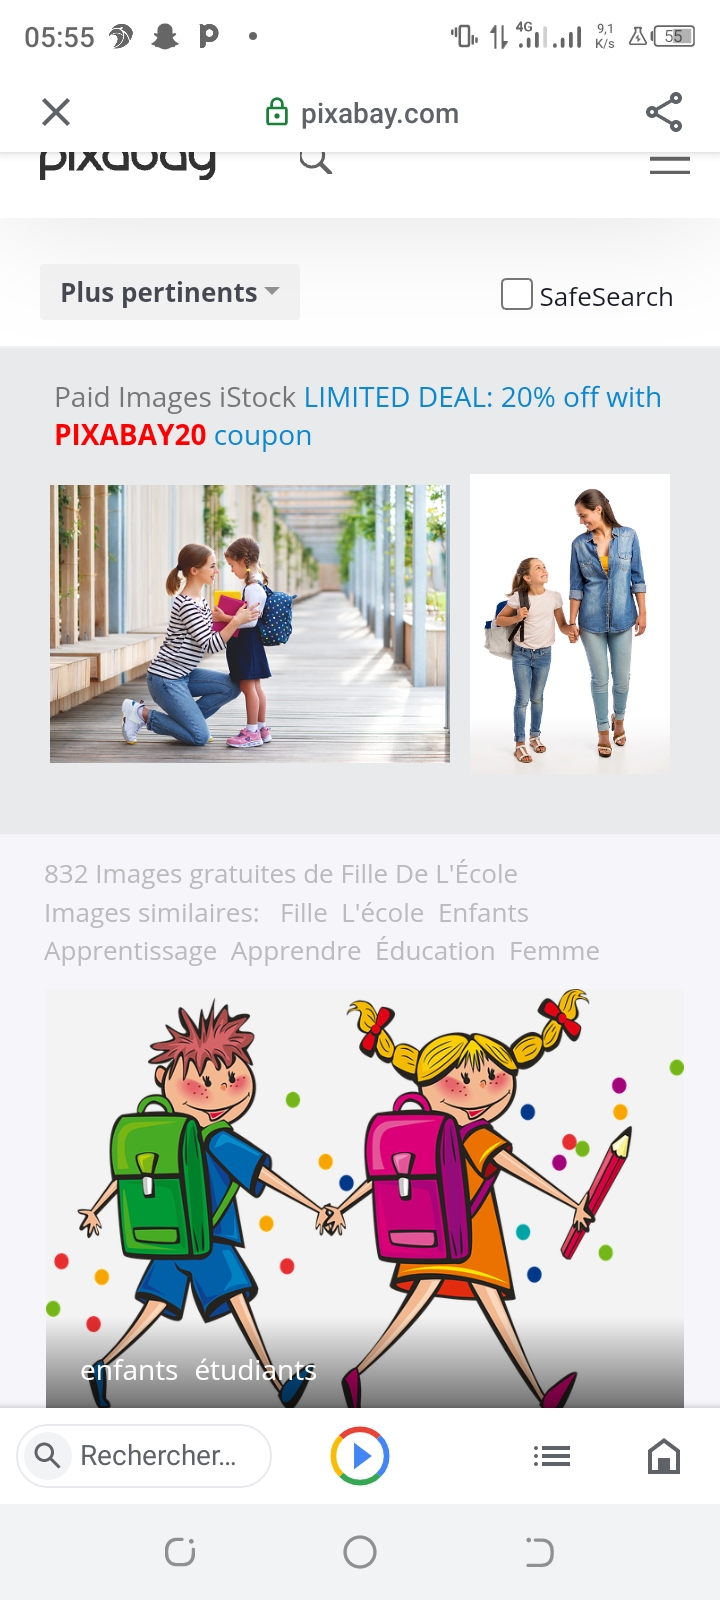 05:55 4G 9,1 K/s 55
pixabay.com
pixabay
Plus pertinents SafeSearch
Paid Images iStock LIMITED DEAL: 20% off with
PIXABAY20 coupon
832 Images gratuites de Fille De L'École
Images similaires: Fille L'école Enfants
Apprentissage Apprendre Éducation Femme
enfants étudiants
Rechercher...